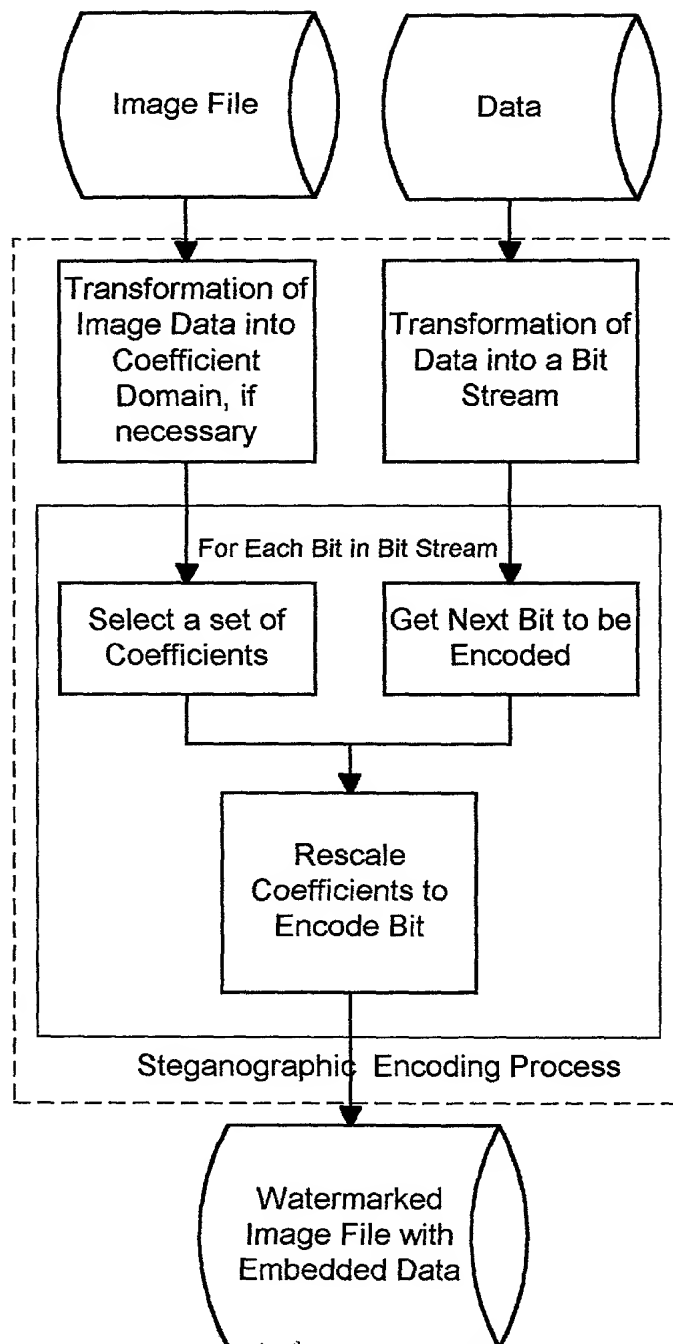 Image File
Data
Transformation of
Image Data into
Coefficient
Domain, if
necessary
Transformation of
Data into a Bit
Stream
For Each Bit in Bit Stream
Select a set of
Coefficients
Get Next Bit to be
Encoded
Rescale
Coefficients to
Encode Bit
Steganographic Encoding Process
Watermarked
Image File with
Embedded Data